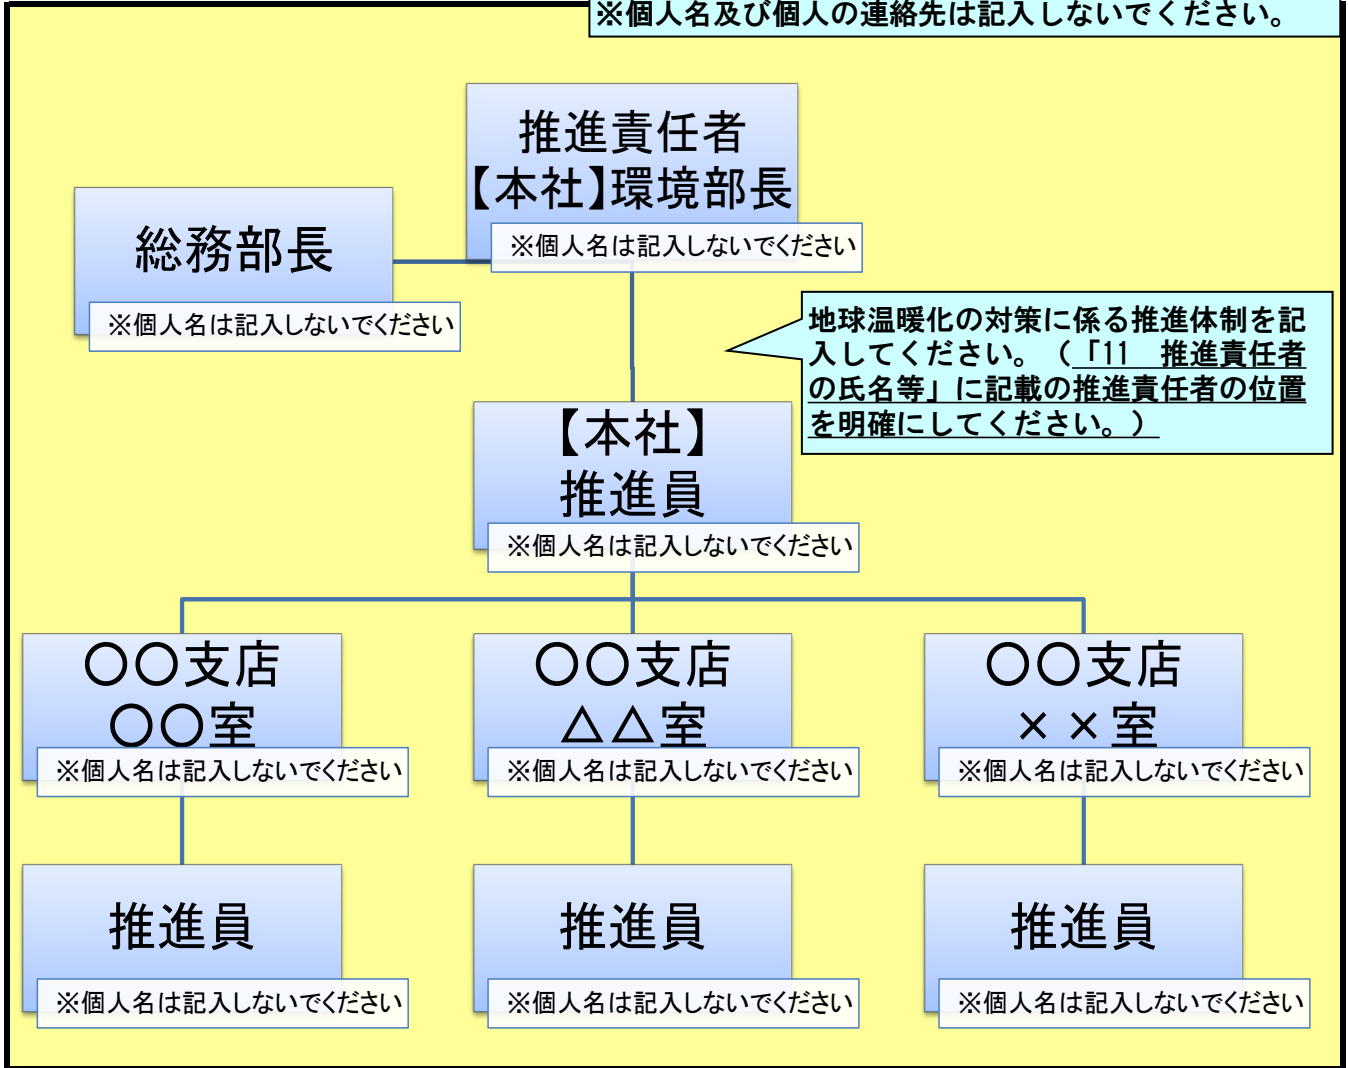 ※個人名及び個人の連絡先は記入しないでください。
推進責任者
【本社】環境部長
※個人名は記入しないでください
総務部長
※個人名は記入しないでください
地球温暖化の対策に係る推進体制を記
入してください。（「11　推進責任者
の氏名等」に記載の推進責任者の位置
を明確にしてください。）
【本社】
推進員
※個人名は記入しないでください
〇〇支店
〇〇室
※個人名は記入しないでください
〇〇支店
△△室
※個人名は記入しないでください
〇〇支店
××室
※個人名は記入しないでください
推進員
※個人名は記入しないでください
推進員
※個人名は記入しないでください
推進員
※個人名は記入しないでください